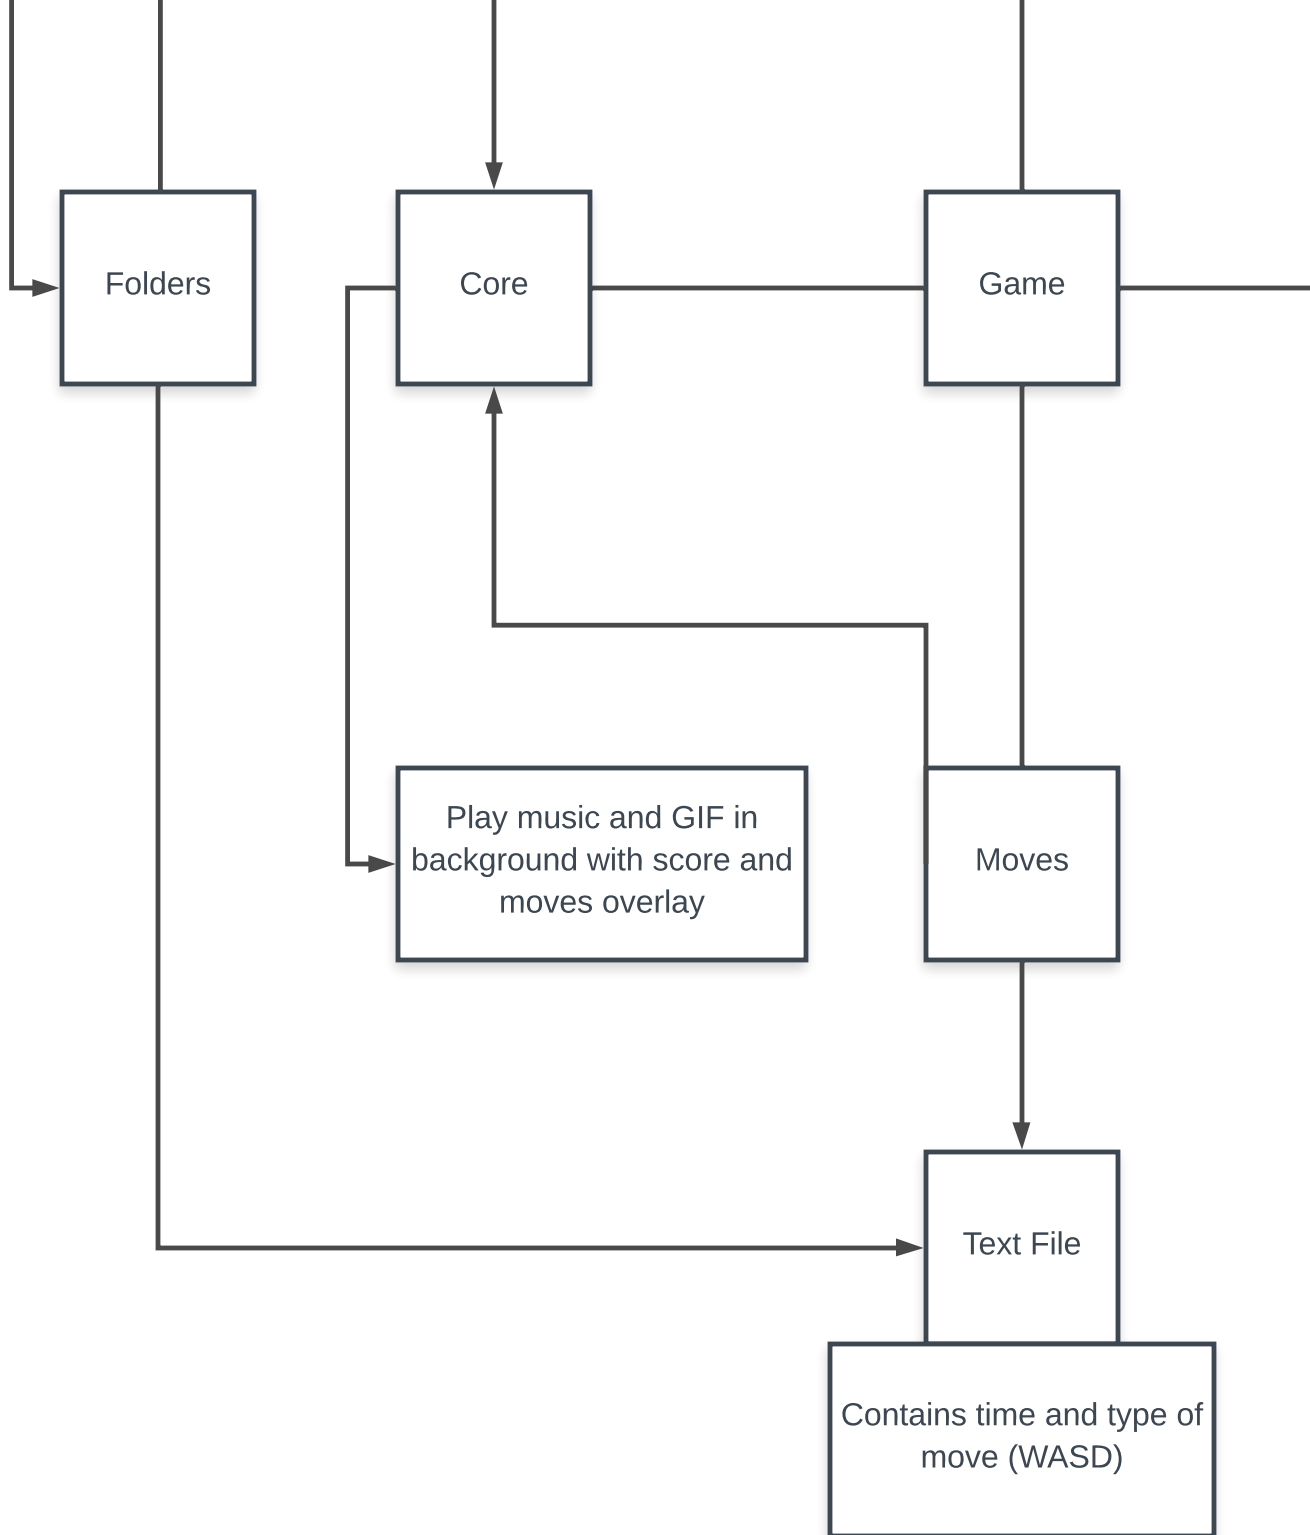 Folders
Core
Game
Play music and GIF in
background with score and
moves overlay
Moves
Text File
Contains time and type of
move (WASD)